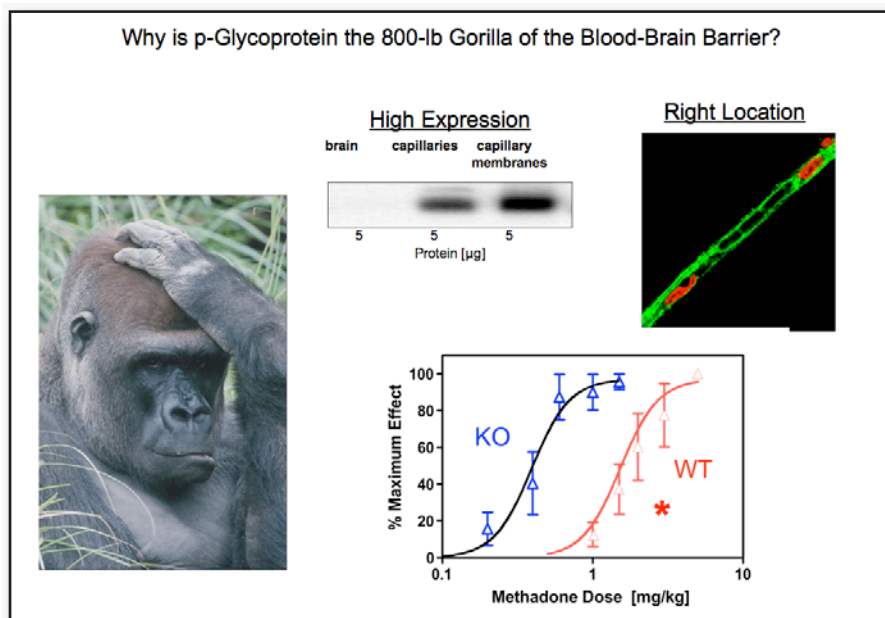 Why is p-Glycoprotein the 800-lb Gorilla of the Blood-Brain Barrier?
High Expression
brain capillaries capillary
membranes
5 5 5
Protein [µg]
Right Location
100
80
60
40
20
0
% Maximum Effect
KO
WT
*
0.1 1 10
Methadone Dose [mg/kg]